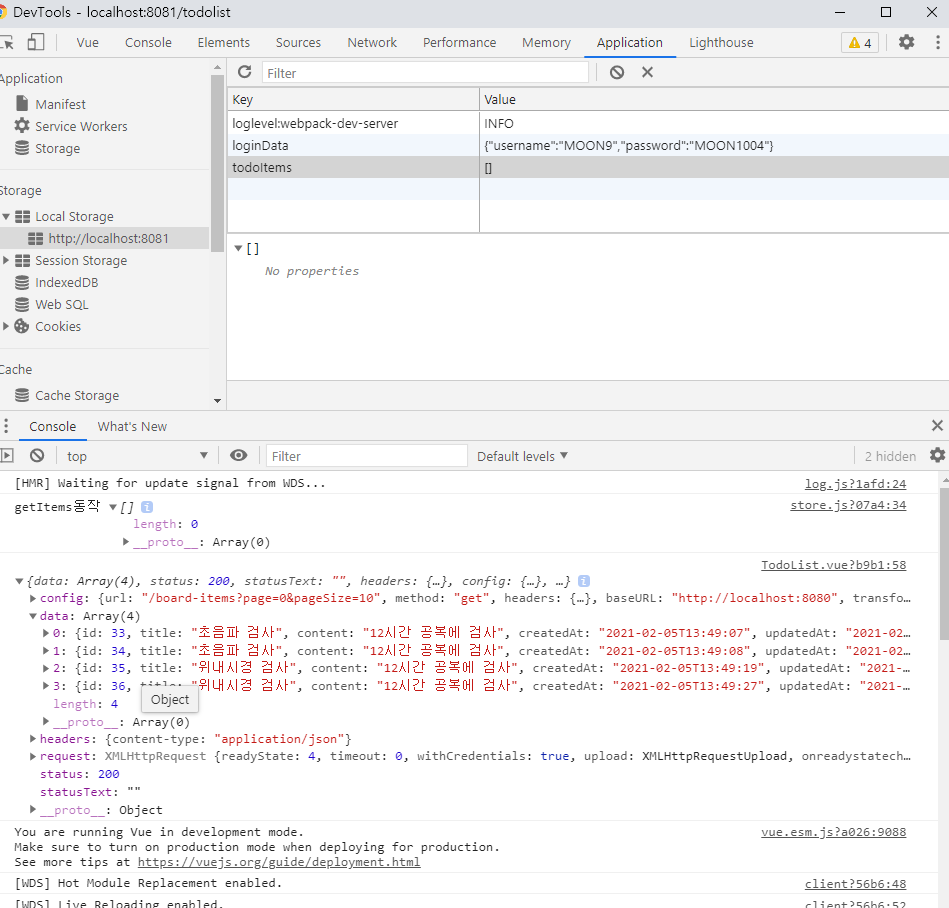 DevTools - localhost:8081/todolist
Vue Console Elements Sources Network Performance Memory Application Lighthouse 4
Application
Manifest
Service Workers
Storage
Storage
Local Storage
http://localhost:8081
Session Storage
IndexedDB
Web SQL
Cookies
Cache
Cache Storage
Filter
Key Value
loglevel:webpack-dev-server INFO
loginData {"username":"MOON9","password":"MOON1004"}
todoItems []
▼[]
No properties
Console What's New
top ▼ Filter Default levels ▼ 2 hidden
[HMR] Waiting for update signal from WDS... log.js?1afd:24
getItems동작 ▼[] i store.js?07a4:34
length: 0
▶__proto__: Array(0)
TodoList.vue?b9b1:58
▼{data: Array(4), status: 200, statusText: "", headers: {…}, config: {…}, …} i
▶config: {url: "/board-items?page=0&pageSize=10", method: "get", headers: {…}, baseURL: "http://localhost:8080", transfo…
▼data: Array(4)
▶0: {id: 33, title: "초음파 검사", content: "12시간 공복에 검사", createdAt: "2021-02-05T13:49:07", updatedAt: "2021-02…
▶1: {id: 34, title: "초음파 검사", content: "12시간 공복에 검사", createdAt: "2021-02-05T13:49:08", updatedAt: "2021-02…
▶2: {id: 35, title: "위내시경 검사", content: "12시간 공복에 검사", createdAt: "2021-02-05T13:49:19", updatedAt: "2021-…
▶3: {id: 36, title: "위내시경 검사", content: "12시간 공복에 검사", createdAt: "2021-02-05T13:49:27", updatedAt: "2021-…
length: 4
Object
▶__proto__: Array(0)
▶headers: {content-type: "application/json"}
▶request: XMLHttpRequest {readyState: 4, timeout: 0, withCredentials: true, upload: XMLHttpRequestUpload, onreadystatech…
status: 200
statusText: ""
▶__proto__: Object
You are running Vue in development mode. vue.esm.js?a026:9088
Make sure to turn on production mode when deploying for production.
See more tips at https://vuejs.org/guide/deployment.html
[WDS] Hot Module Replacement enabled. client?56b6:48
[WDS] Live Reloading enabled. client?56b6:52